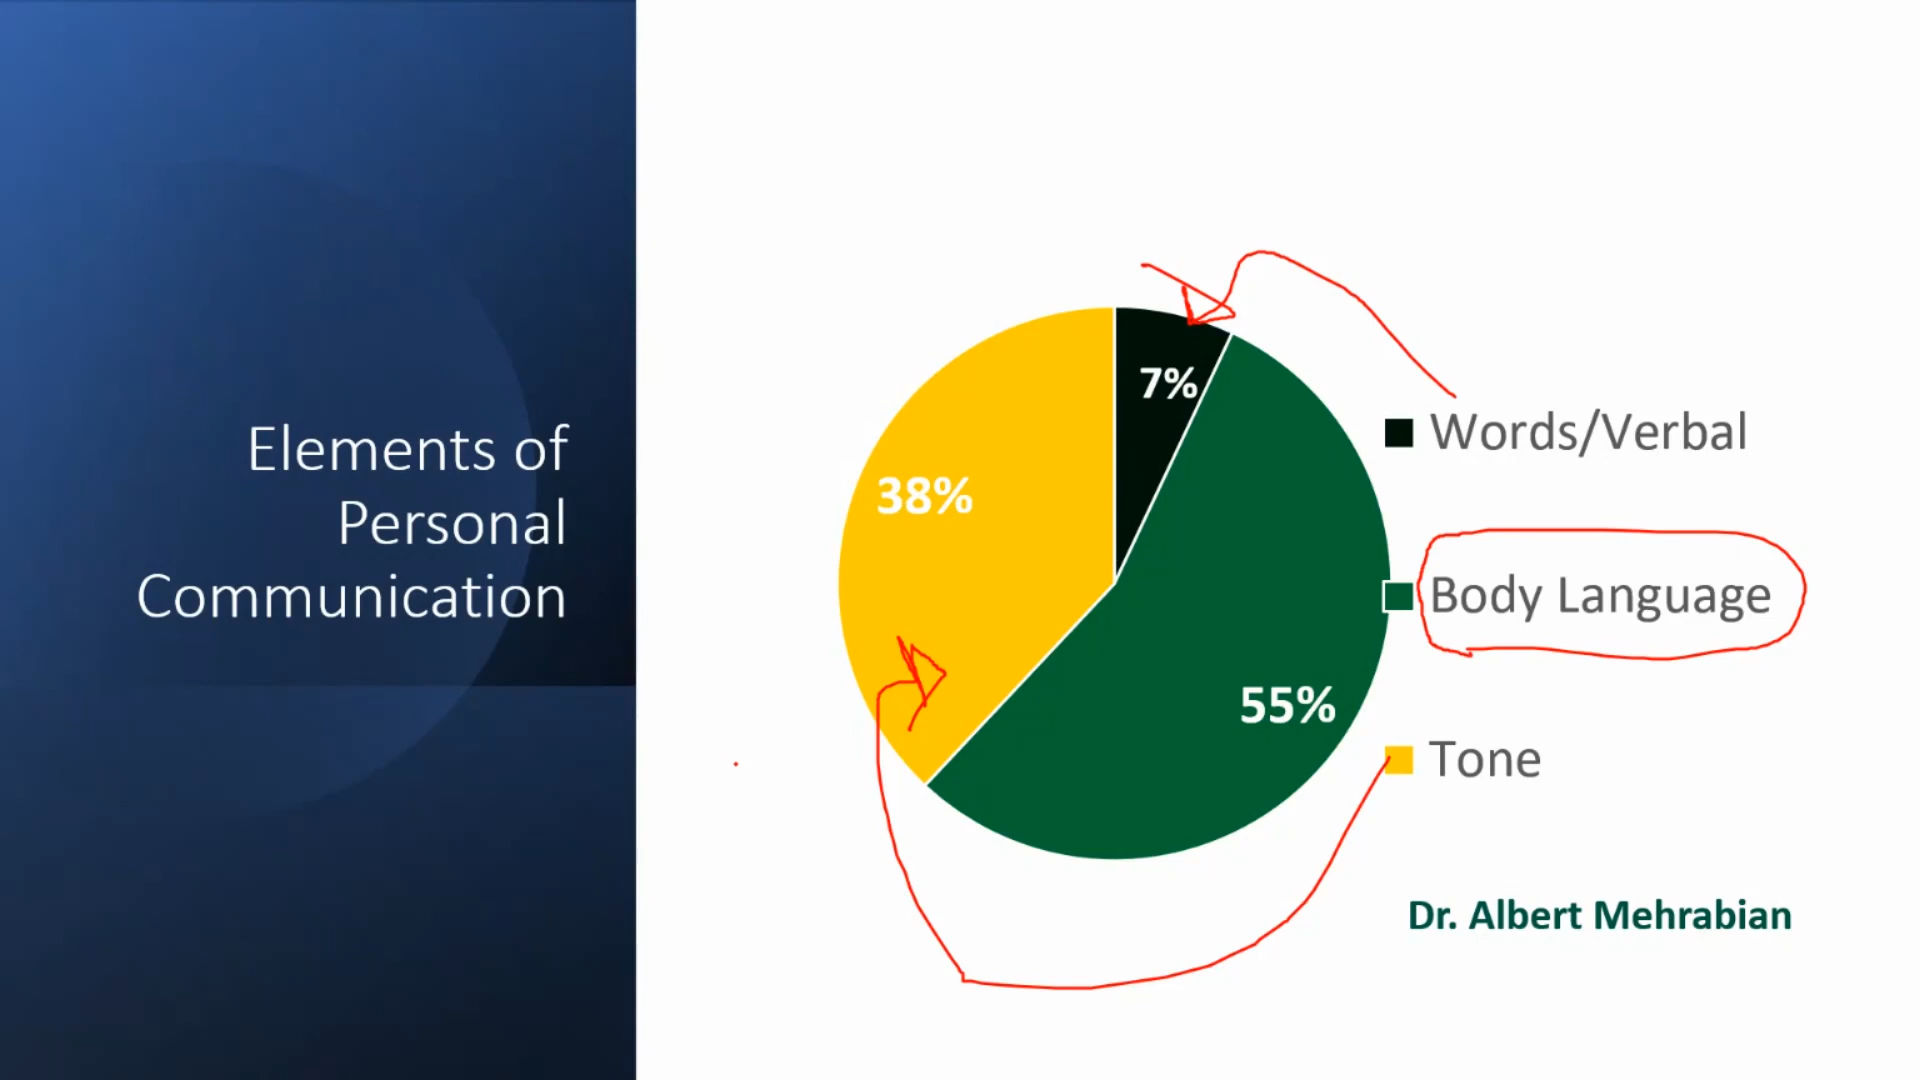 Elements of
Personal
Communication
7%
38%
55%
Words/Verbal
Body Language
Tone
Dr. Albert Mehrabian